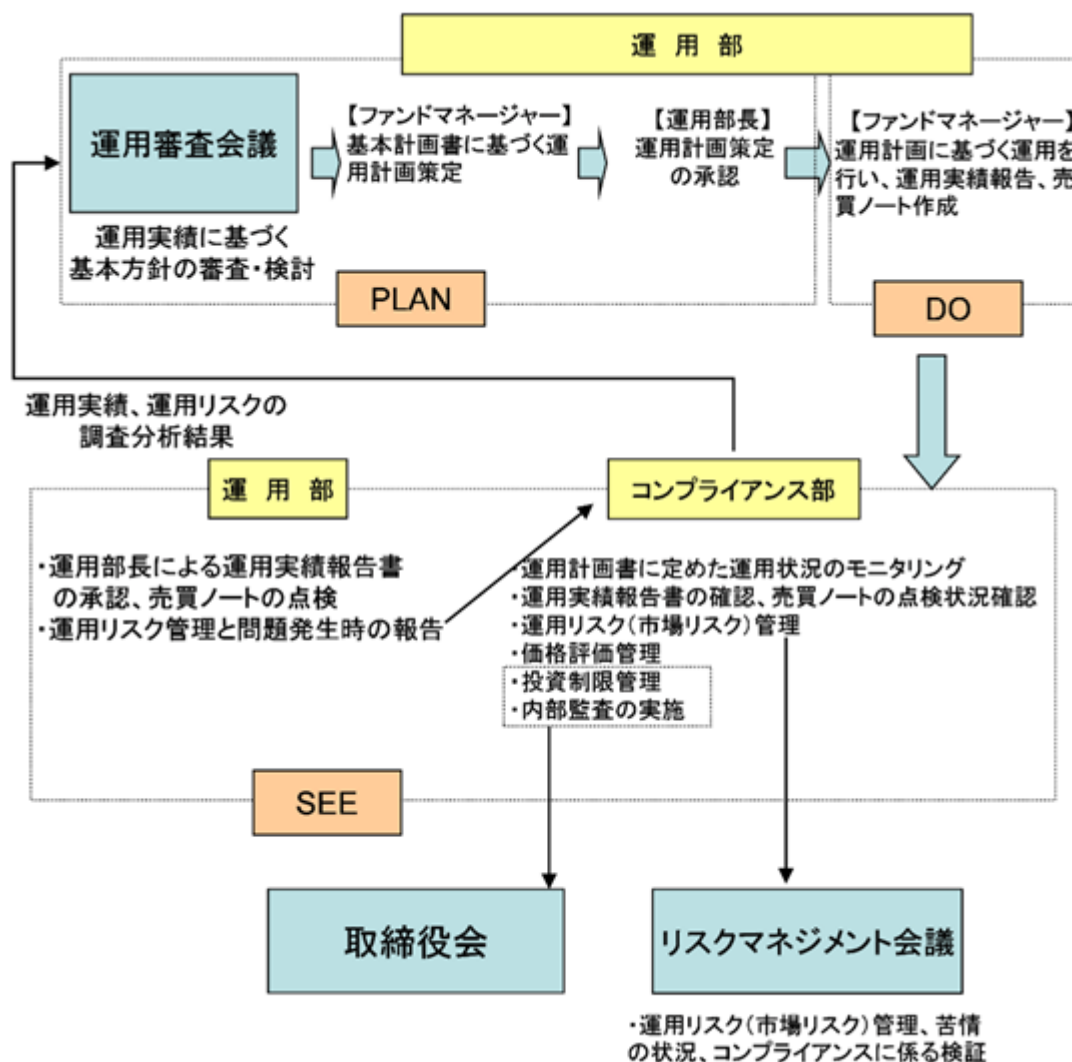 運用部
運用審査会議
運用実績に基づく
基本方針の審査・検討
【ファンドマネージャー】
基本計画書に基づく運
用計画策定
【運用部長】
運用計画策定
の承認
【ファンドマネージャー】
運用計画に基づく運用を
行い、運用実績報告、売
買ノート作成
PLAN
DO
運用実績、運用リスクの
調査分析結果
運用部
コンプライアンス部
・運用部長による運用実績報告書
の承認、売買ノートの点検
・運用リスク管理と問題発生時の報告
・運用計画書に定めた運用状況のモニタリング
・運用実績報告書の確認、売買ノートの点検状況確認
・運用リスク(市場リスク)管理
・価格評価管理
・投資制限管理
・内部監査の実施
SEE
取締役会
リスクマネジメント会議
・運用リスク(市場リスク)管理、苦情
の状況、コンプライアンスに係る検証